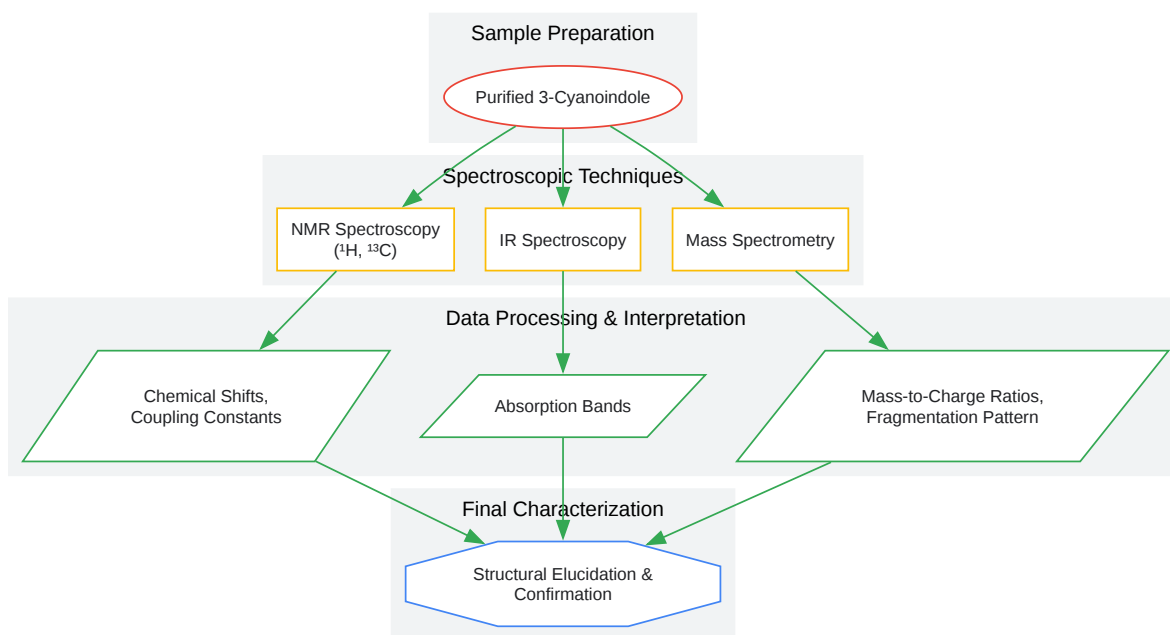 Sample Preparation
Purified 3-Cyanoindole
Spectroscopic Techniques
NMR Spectroscopy
(¹H, ¹³C)
IR Spectroscopy
Mass Spectrometry
Data Processing & Interpretation
Chemical Shifts,
Coupling Constants
Absorption Bands
Mass-to-Charge Ratios,
Fragmentation Pattern
Final Characterization
Structural Elucidation &
Confirmation